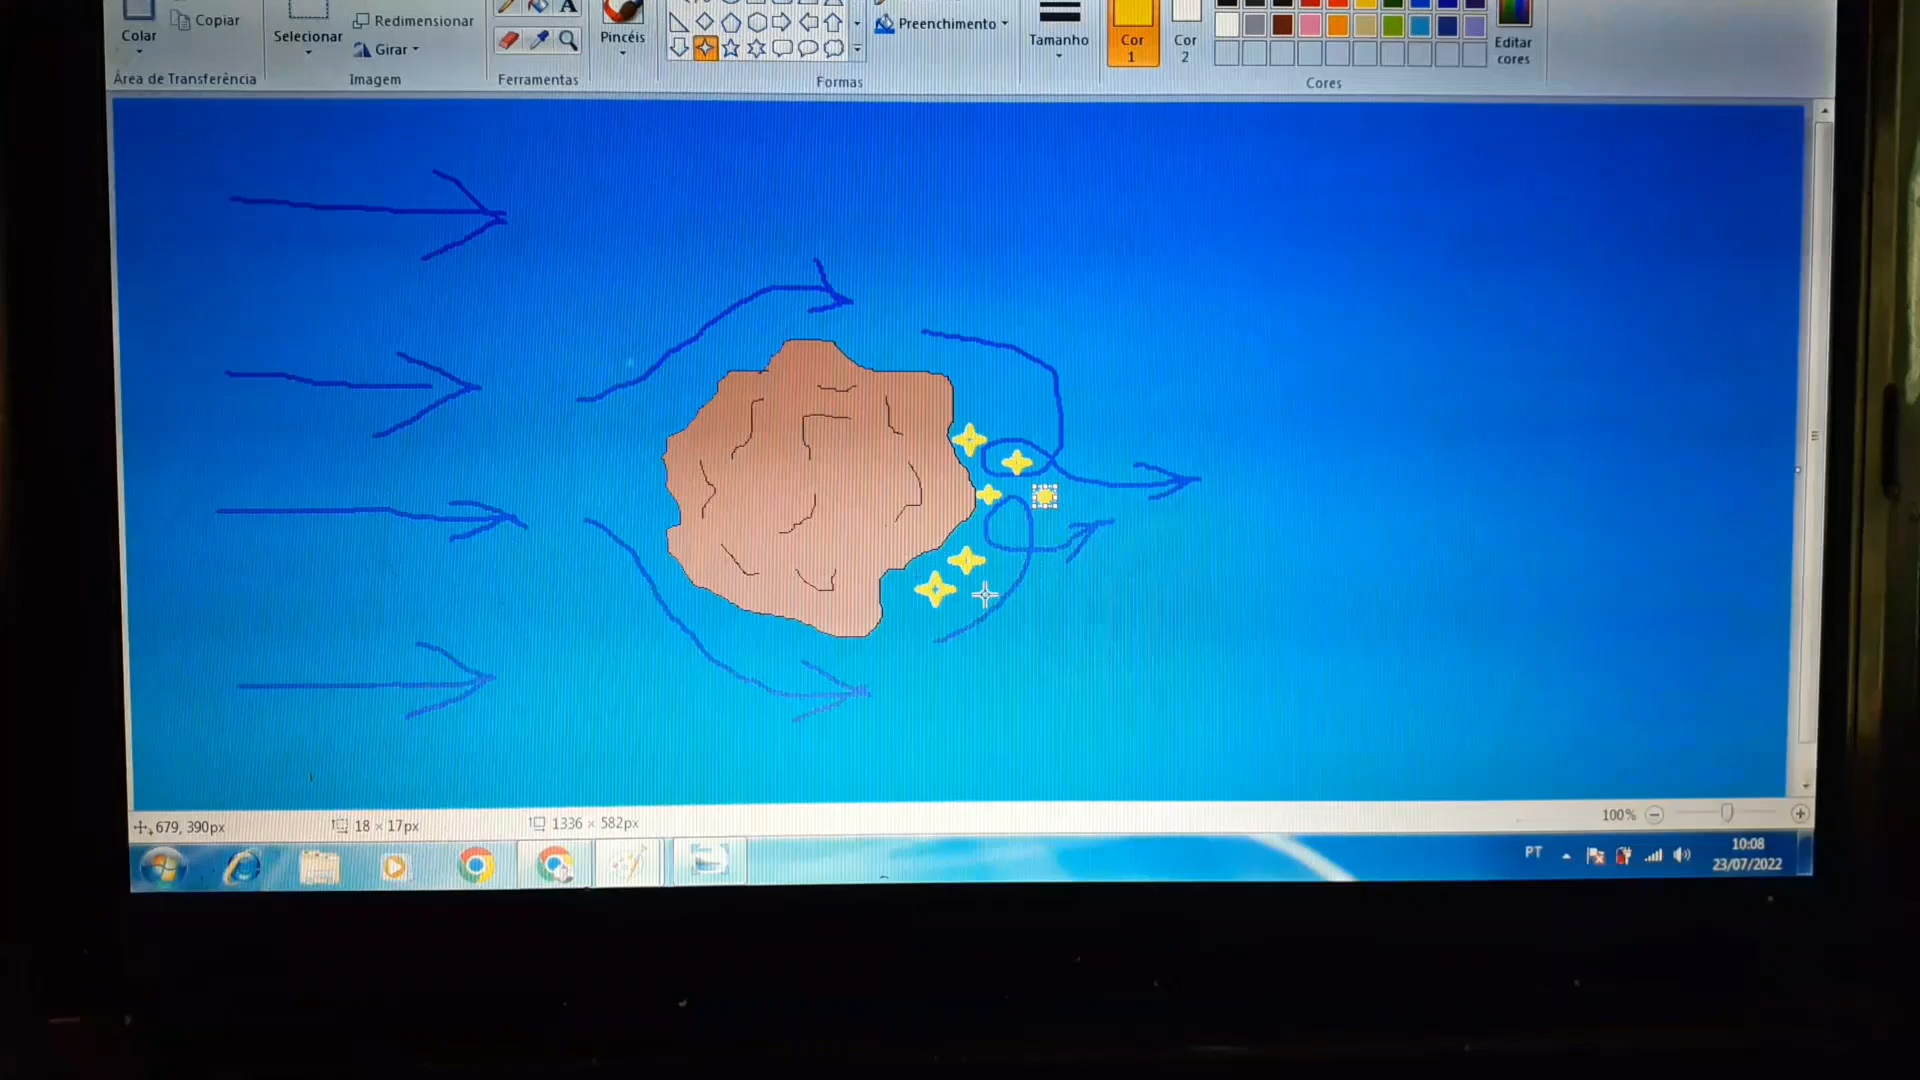 Copiar
Colar
Redimensionar
Selecionar
Girar
A
Pincéis
Preenchimento
Tamanho
Cor
1
Cor
2
Editar
cores
Área de Transferência
Imagem
Ferramentas
Formas
Cores
679, 390px
18 × 17px
1336 × 582px
100%
PT
10:08
23/07/2022